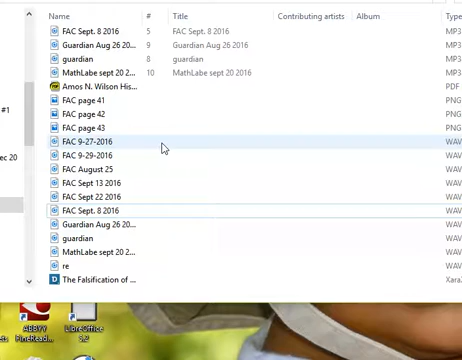 Name # Title Contributing artists Album Type
FAC Sept. 8 2016 5 FAC Sept. 8 2016 MP3
Guardian Aug 26 20... 9 Guardian Aug 26 2016 MP3
guardian 8 guardian MP3
MathLabe sept 20 2... 10 MathLabe sept 20 2016 MP3
Amos N. Wilson His... PDF
#1 FAC page 41 PNG
FAC page 42 PNG
FAC page 43 PNG
FAC 9-27-2016 WAV
ec 20 FAC 9-29-2016 WAV
FAC August 25 WAV
FAC Sept 13 2016 WAV
FAC Sept 22 2016 WAV
FAC Sept. 8 2016 WAV
Guardian Aug 26 20... WAV
guardian WAV
MathLabe sept 20 2... WAV
re WAV
The Falsification of ... Xara.
ets ABBYY LibreOffice
FineRead... 5.2